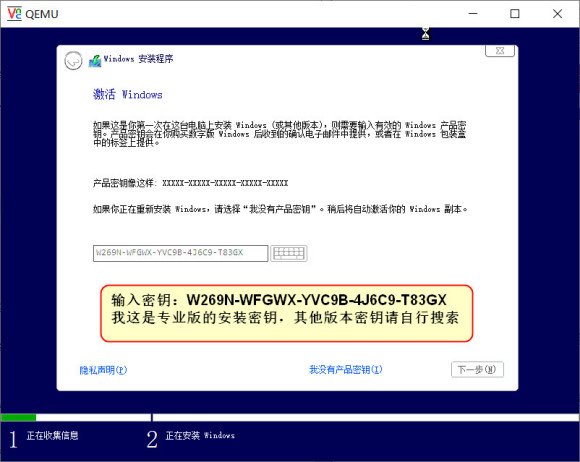 QEMU
Windows 安装程序
激活 Windows
如果这是你第一次在这台电脑上安装 Windows (或其他版本)，则需要输入有效的 Windows 产品密
钥。产品密钥会在你购买数字版 Windows 后收到的确认电子邮件中提供，或者在 Windows 包装盒
中的标签上提供。
产品密钥像这样: XXXXX-XXXXX-XXXXX-XXXXX-XXXXX
如果你正在重新安装 Windows，请选择“我没有产品密钥”。稍后将自动激活你的 Windows 副本。
W269N-WFGWX-YVC9B-4J6C9-T83GX
输入密钥：W269N-WFGWX-YVC9B-4J6C9-T83GX
我这是专业版的安装密钥，其他版本密钥请自行搜索
隐私声明(P) 我没有产品密钥(I) 下一步(N)
1 正在收集信息 2 正在安装 Windows